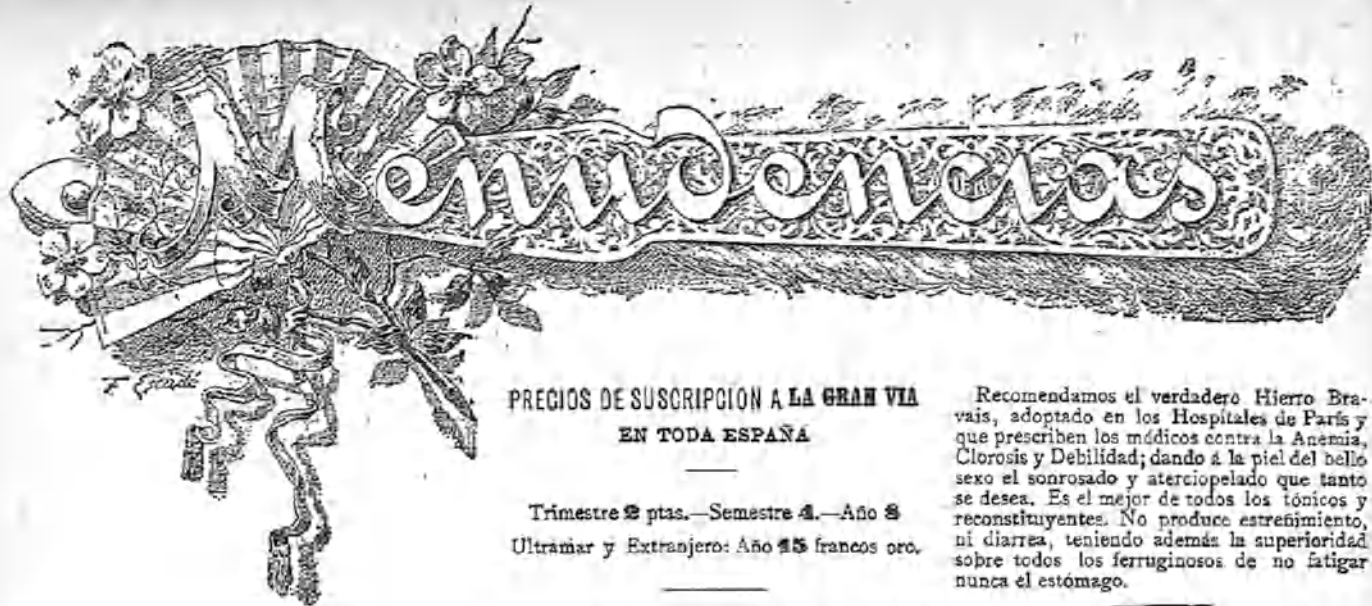 Menudencias
PRECIOS DE SUSCRIPCIÓN A LA GRAN VIA
EN TODA ESPAÑA
Trimestre 2 ptas.—Semestre 4.—Año 8
Ultramar y Extranjero: Año 15 francos oro.
Recomendamos el verdadero Hierro Bra-
vais, adoptado en los Hospitales de París y
que prescriben los médicos contra la Anemia,
Clorosis y Debilidad; dando á la piel del bello
sexo el sonrosado y aterciopelado que tanto
se desea. Es el mejor de todos los tónicos y
reconstituyentes. No produce estreñimiento,
ni diarrea, teniendo además la superioridad
sobre todos los ferruginosos de no fatigar
nunca el estómago.